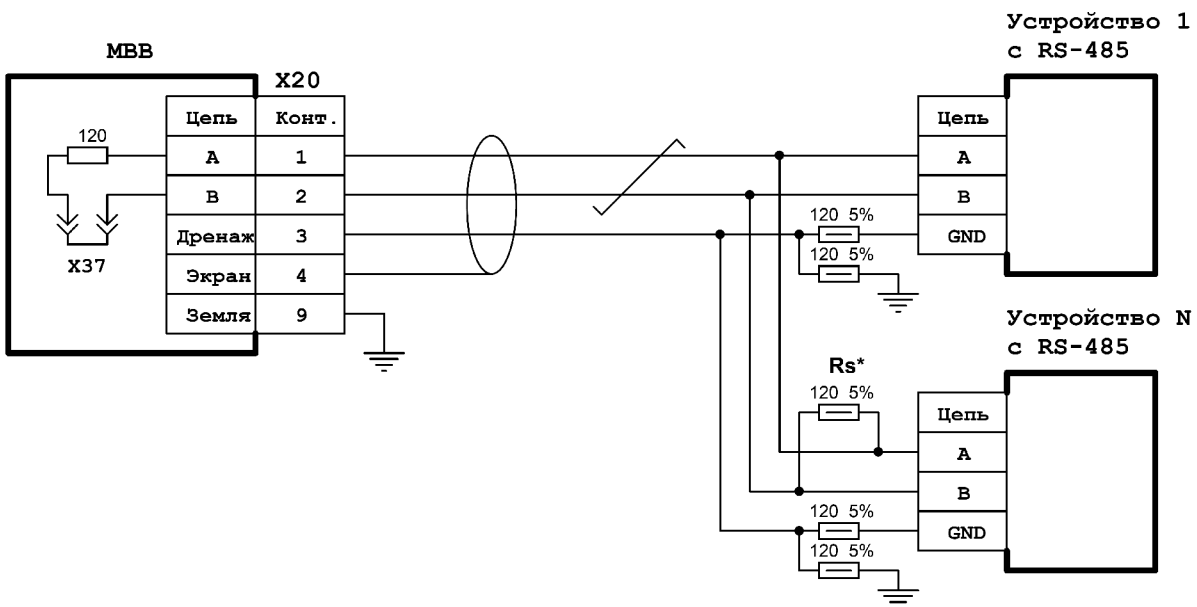 Устройство 1
с RS-485
МВВ
X20
Цепь Конт.
120
А 1
В 2
Дренаж 3
X37
Экран 4
Земля 9
Цепь
А
В
120 5%
GND
120 5%
Устройство N
с RS-485
Rs*
120 5%
Цепь
А
В
120 5%
GND
120 5%